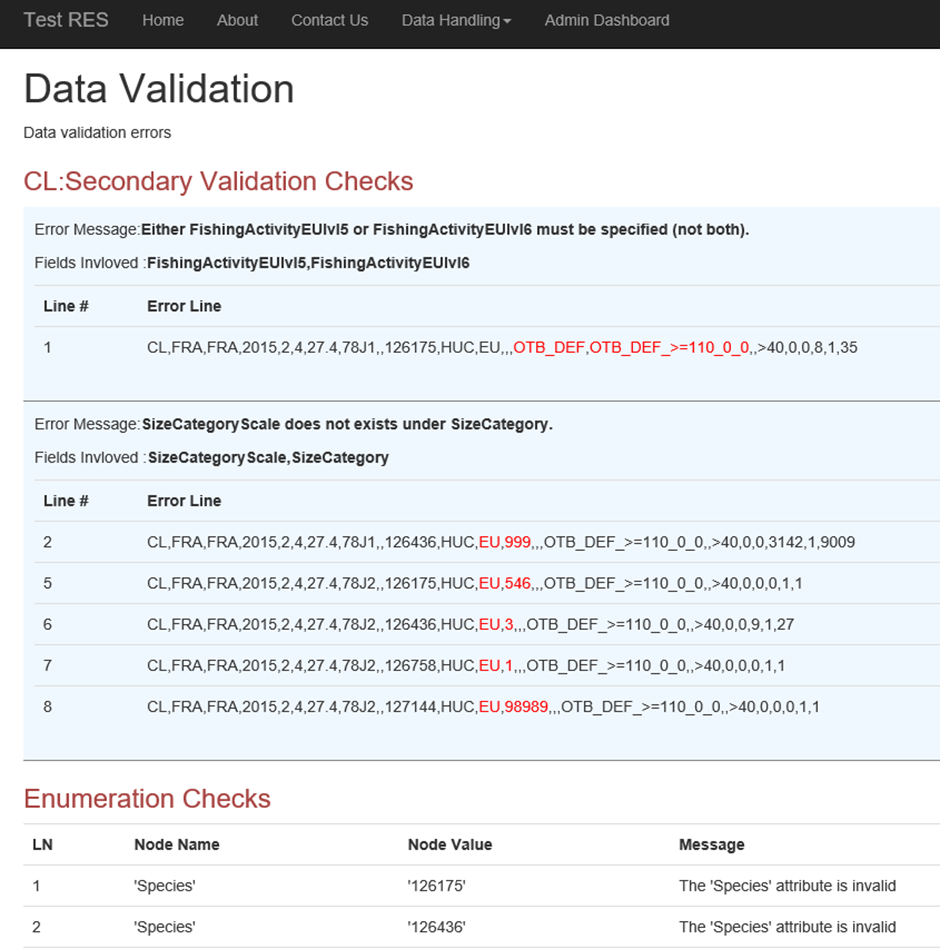 Test RES Home About Contact Us Data Handling Admin Dashboard
Data Validation
Data validation errors
CL:Secondary Validation Checks
Error Message:Either FishingActivityEUlvl5 or FishingActivityEUlvl6 must be specified (not both).
Fields Invloved :FishingActivityEUlvl5,FishingActivityEUlvl6
Line # Error Line
1 CL,FRA,FRA,2015,2,4,27.4,78J1,,126175,HUC,EU,,,OTB_DEF,OTB_DEF_>=110_0_0,,>40,0,0,8,1,35
Error Message:SizeCategoryScale does not exists under SizeCategory.
Fields Invloved :SizeCategoryScale,SizeCategory
Line # Error Line
2 CL,FRA,FRA,2015,2,4,27.4,78J1,,126436,HUC,EU,999,,,OTB_DEF_>=110_0_0,,>40,0,0,3142,1,9009
5 CL,FRA,FRA,2015,2,4,27.4,78J2,,126175,HUC,EU,546,,,OTB_DEF_>=110_0_0,,>40,0,0,0,1,1
6 CL,FRA,FRA,2015,2,4,27.4,78J2,,126436,HUC,EU,3,,,OTB_DEF_>=110_0_0,,>40,0,0,9,1,27
7 CL,FRA,FRA,2015,2,4,27.4,78J2,,126758,HUC,EU,1,,,OTB_DEF_>=110_0_0,,>40,0,0,0,1,1
8 CL,FRA,FRA,2015,2,4,27.4,78J2,,127144,HUC,EU,98989,,,OTB_DEF_>=110_0_0,,>40,0,0,0,1,1
Enumeration Checks
LN Node Name Node Value Message
1 'Species' '126175' The 'Species' attribute is invalid
2 'Species' '126436' The 'Species' attribute is invalid